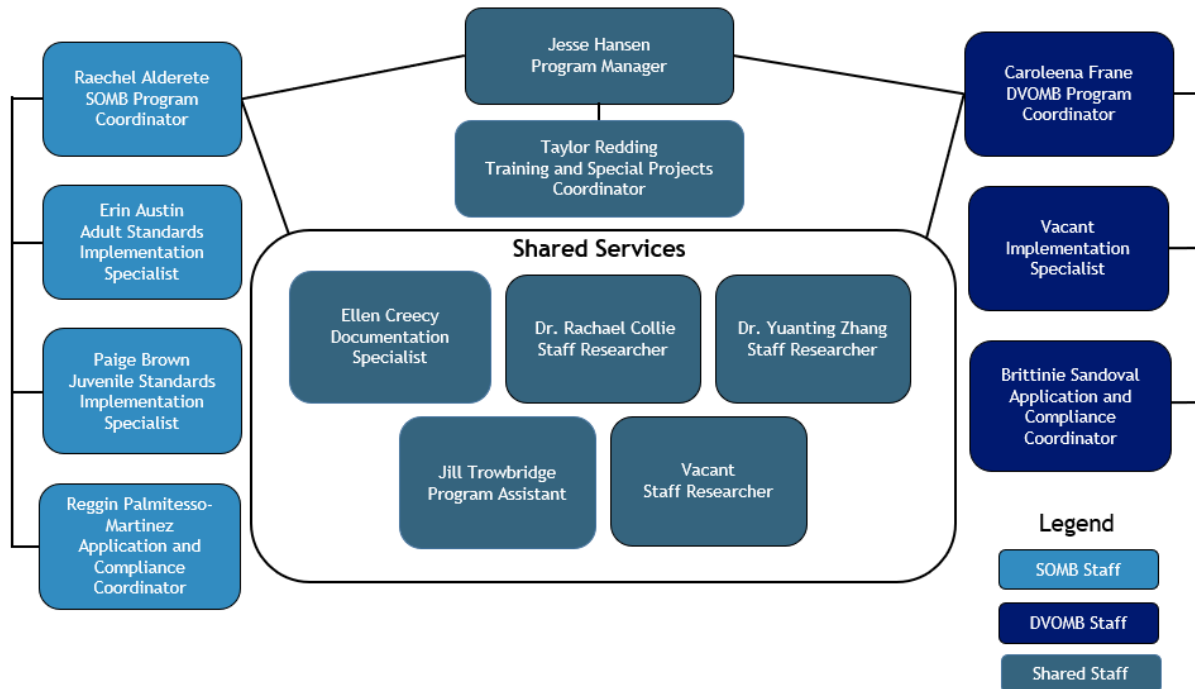 Jesse Hansen
Program Manager
Raechel Alderete
SOMB Program
Coordinator
Caroleena Frane
DVOMB Program
Coordinator
Taylor Redding
Training and Special Projects
Coordinator
Erin Austin
Adult Standards
Implementation
Specialist
Vacant
Implementation
Specialist
Shared Services
Ellen Creecy
Documentation
Specialist
Dr. Rachael Collie
Staff Researcher
Dr. Yuanting Zhang
Staff Researcher
Paige Brown
Juvenile Standards
Implementation
Specialist
Brittinie Sandoval
Application and
Compliance
Coordinator
Jill Trowbridge
Program Assistant
Vacant
Staff Researcher
Reggin Palmitesso-
Martinez
Application and
Compliance
Coordinator
Legend
SOMB Staff
DVOMB Staff
Shared Staff